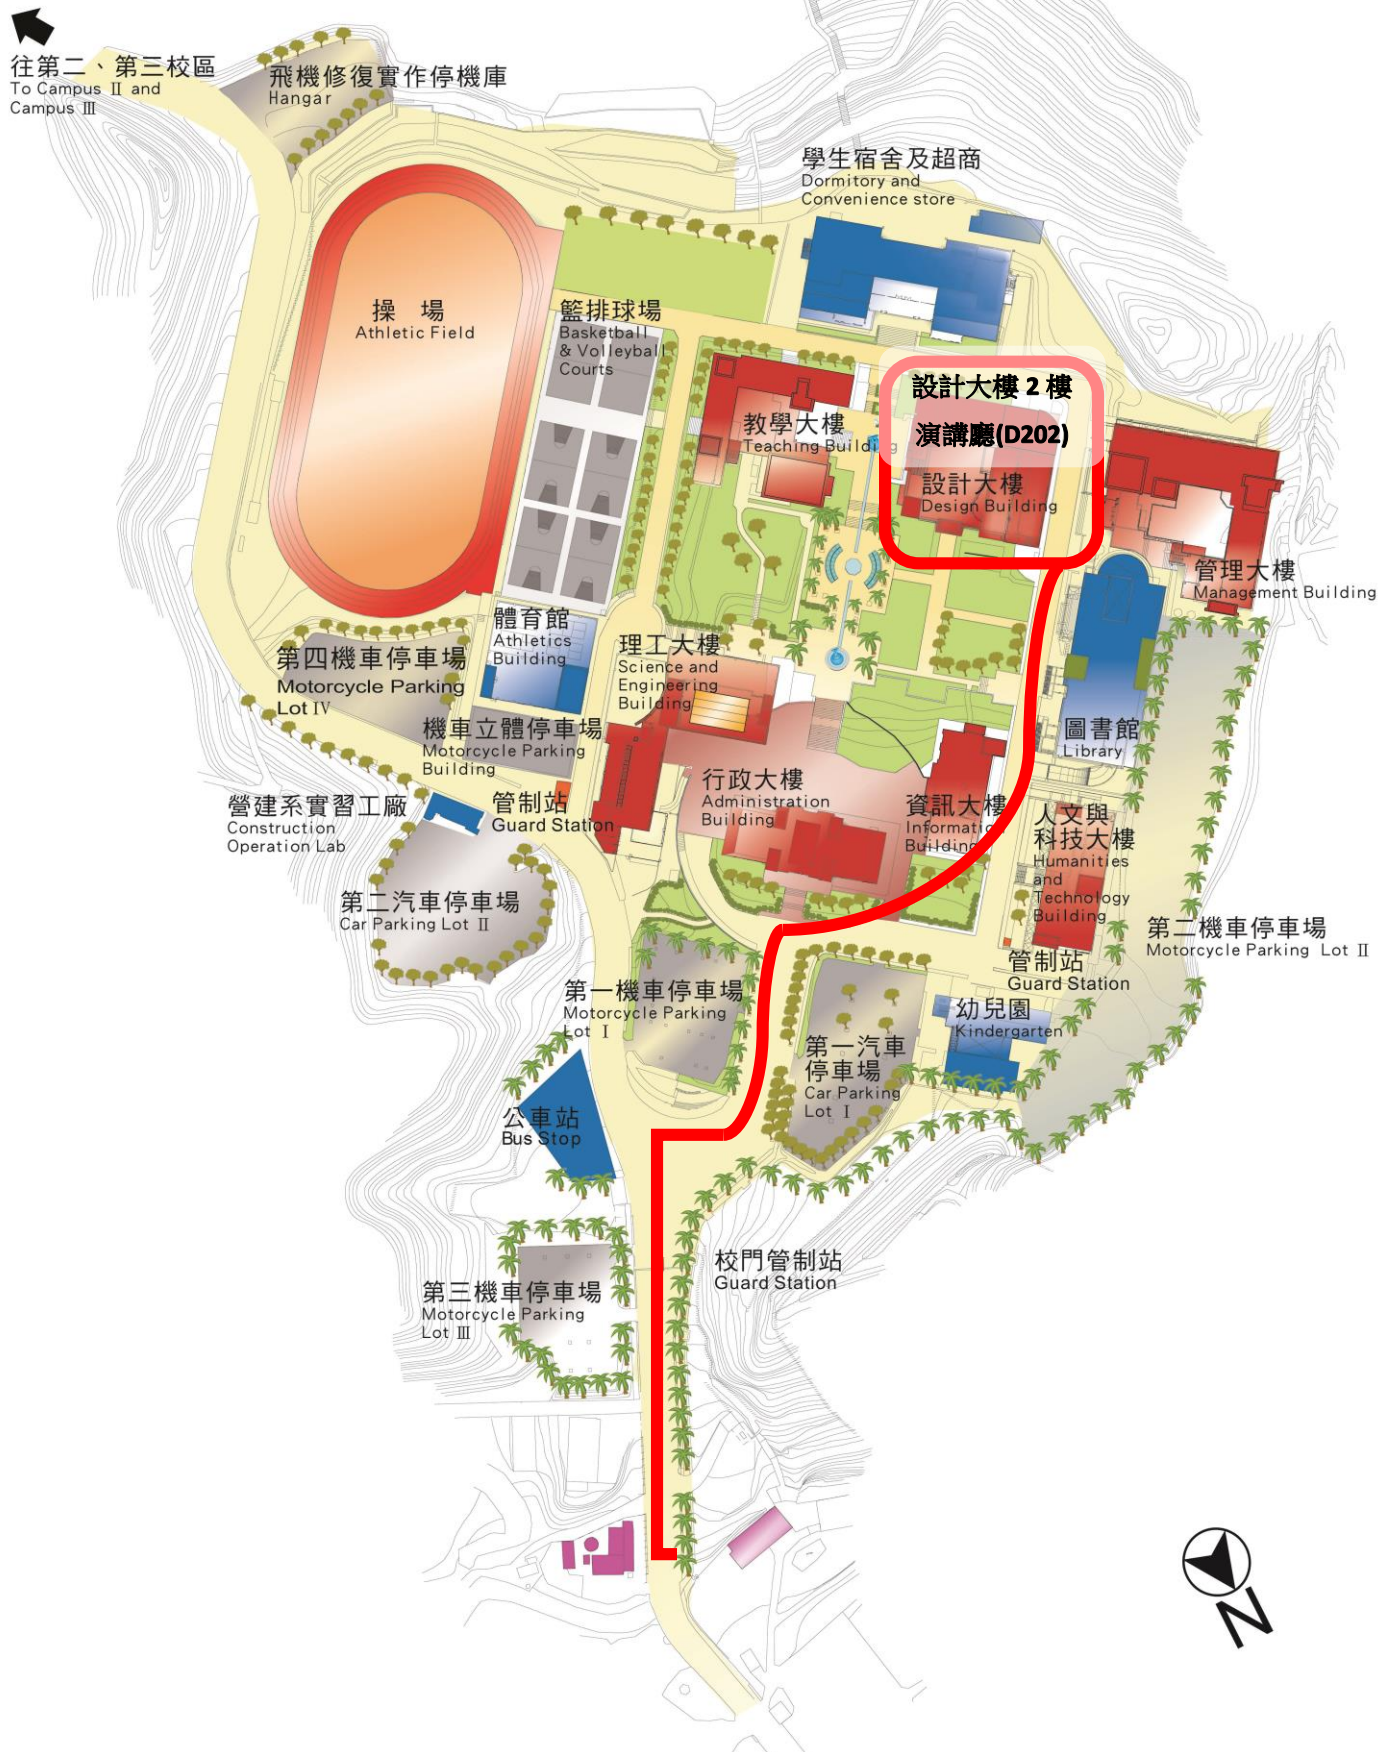 往第二、第三校區
To Campus Ⅱ and
Campus Ⅲ
飛機修復實作停機庫
Hangar
學生宿舍及超商
Dormitory and
Convenience store
操 場
Athletic Field
籃排球場
Basketball
& Volleyball
Courts
設計大樓 2 樓
演講廳(D202)
教學大樓
Teaching Building
設計大樓
Design Building
管理大樓
Management Building
體育館
Athletics
Building
理工大樓
Science and
Engineering
Building
第四機車停車場
Motorcycle Parking
Lot Ⅳ
機車立體停車場
Motorcycle Parking
Building
圖書館
Library
行政大樓
Administration
Building
資訊大樓
Information
Building
管制站
Guard Station
營建系實習工廠
Construction
Operation Lab
人文與
科技大樓
Humanities
and
Technology
Building
第二汽車停車場
Car Parking Lot Ⅱ
第二機車停車場
Motorcycle Parking Lot Ⅱ
管制站
Guard Station
第一機車停車場
Motorcycle Parking
Lot Ⅰ
幼兒園
Kindergarten
第一汽車
停車場
Car Parking
Lot Ⅰ
公車站
Bus Stop
校門管制站
Guard Station
第三機車停車場
Motorcycle Parking
Lot Ⅲ
N